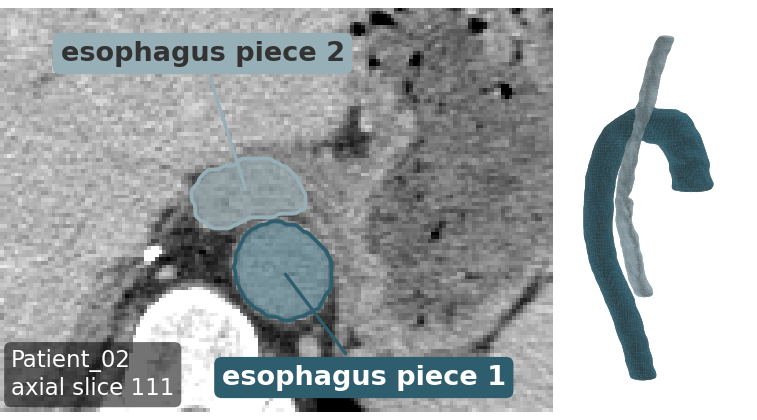 esophagus piece 2
esophagus piece 1
Patient_02
axial slice 111